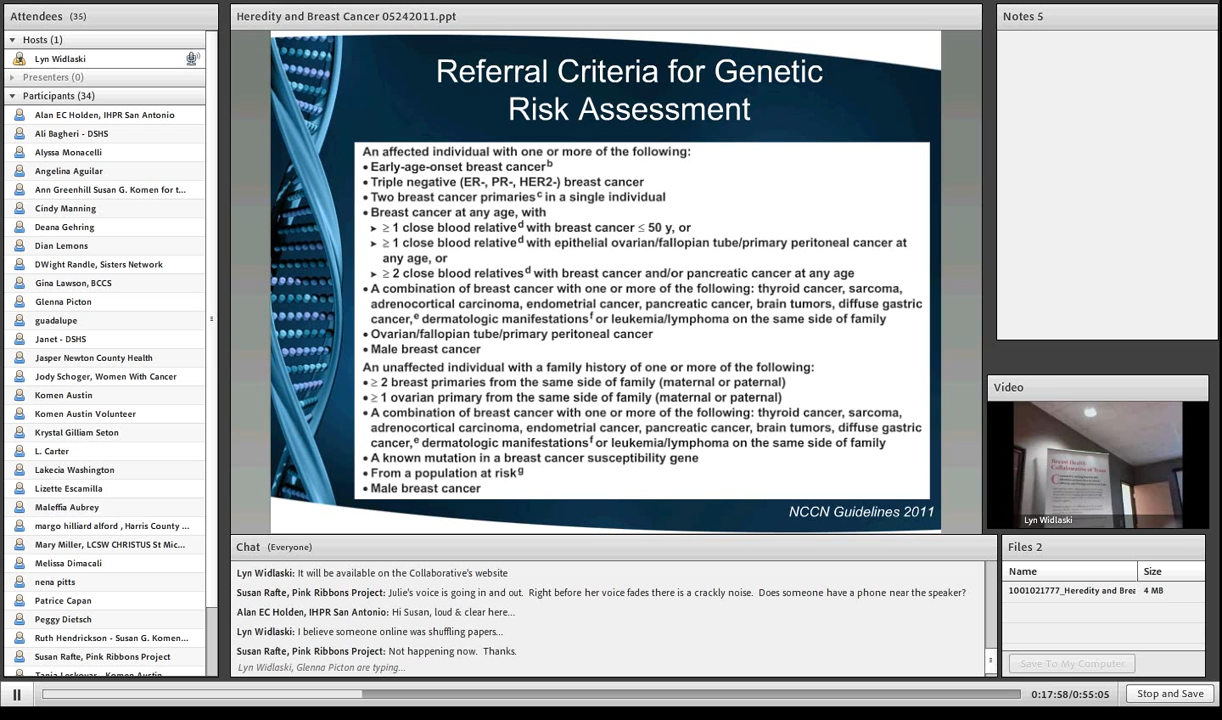 Attendees (35)
Hosts (1)
Lyn Widlaski
Presenters (0)
Participants (34)
Alan EC Holden, IHPR San Antonio
Ali Bagheri - DSHS
Alyssa Monacelli
Angelina Aguilar
Ann Greenhill Susan G. Komen for t...
Cindy Manning
Deana Gehring
Dian Lemons
DWight Randle, Sisters Network
Gina Lawson, BCCS
Glenna Picton
guadalupe
Janet - DSHS
Jasper Newton County Health
Jody Schoger, Women With Cancer
Komen Austin
Komen Austin Volunteer
Krystal Gilliam Seton
L. Carter
Lakecia Washington
Lizette Escamilla
Maleffia Aubrey
margo hilliard alford , Harris County ...
Mary Miller, LCSW CHRISTUS St Mic...
Melissa Dimacali
nena pitts
Patrice Capan
Peggy Dietsch
Ruth Hendrickson - Susan G. Komen...
Susan Rafte, Pink Ribbons Project
Heredity and Breast Cancer 05242011.ppt
Referral Criteria for Genetic
Risk Assessment
An affected individual with one or more of the following:
• Early-age-onset breast cancer b
• Triple negative (ER-, PR-, HER2-) breast cancer
• Two breast cancer primaries c in a single individual
• Breast cancer at any age, with
➤ ≥ 1 close blood relative d with breast cancer ≤ 50 y, or
➤ ≥ 1 close blood relative d with epithelial ovarian/fallopian tube/primary peritoneal cancer at
any age, or
➤ ≥ 2 close blood relatives d with breast cancer and/or pancreatic cancer at any age
• A combination of breast cancer with one or more of the following: thyroid cancer, sarcoma,
adrenocortical carcinoma, endometrial cancer, pancreatic cancer, brain tumors, diffuse gastric
cancer, e dermatologic manifestations f or leukemia/lymphoma on the same side of family
• Ovarian/fallopian tube/primary peritoneal cancer
• Male breast cancer
An unaffected individual with a family history of one or more of the following:
• ≥ 2 breast primaries from the same side of family (maternal or paternal)
• ≥ 1 ovarian primary from the same side of family (maternal or paternal)
• A combination of breast cancer with one or more of the following: thyroid cancer, sarcoma,
adrenocortical carcinoma, endometrial cancer, pancreatic cancer, brain tumors, diffuse gastric
cancer, e dermatologic manifestations f or leukemia/lymphoma on the same side of family
• A known mutation in a breast cancer susceptibility gene
• From a population at risk g
• Male breast cancer
NCCN Guidelines 2011
Chat (Everyone)
Lyn Widlaski: It will be available on the Collaborative's website
Susan Rafte, Pink Ribbons Project: Julie's voice is going in and out. Right before her voice fades there is a crackly noise. Does someone have a phone near the speaker?
Alan EC Holden, IHPR San Antonio: Hi Susan, loud & clear here...
Lyn Widlaski: I believe someone online was shuffling papers...
Susan Rafte, Pink Ribbons Project: Not happening now. Thanks.
Lyn Widlaski, Glenna Picton are typing...
Notes 5
Video
Breast Health
Collaborative of Texas
Lyn Widlaski
Files 2
Name Size
1001021777_Heredity and Brea 4 MB
Save To My Computer
0:17:58/0:55:05
Stop and Save